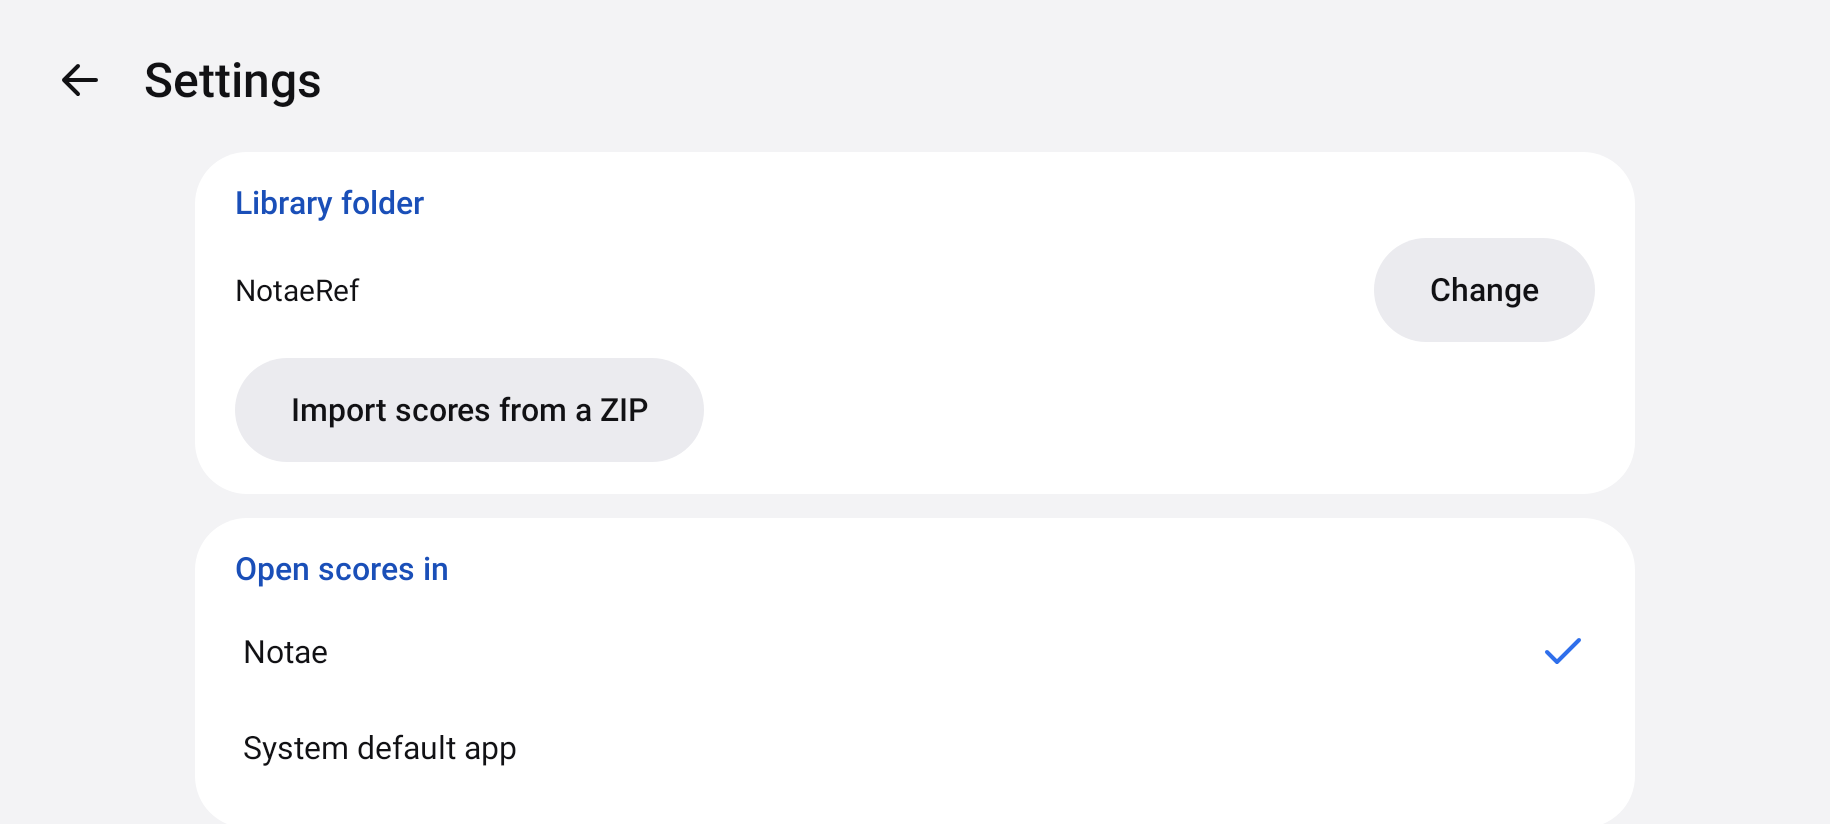 Settings
Library folder
NotaeRef
Change
Import scores from a ZIP
Open scores in
Notae
System default app